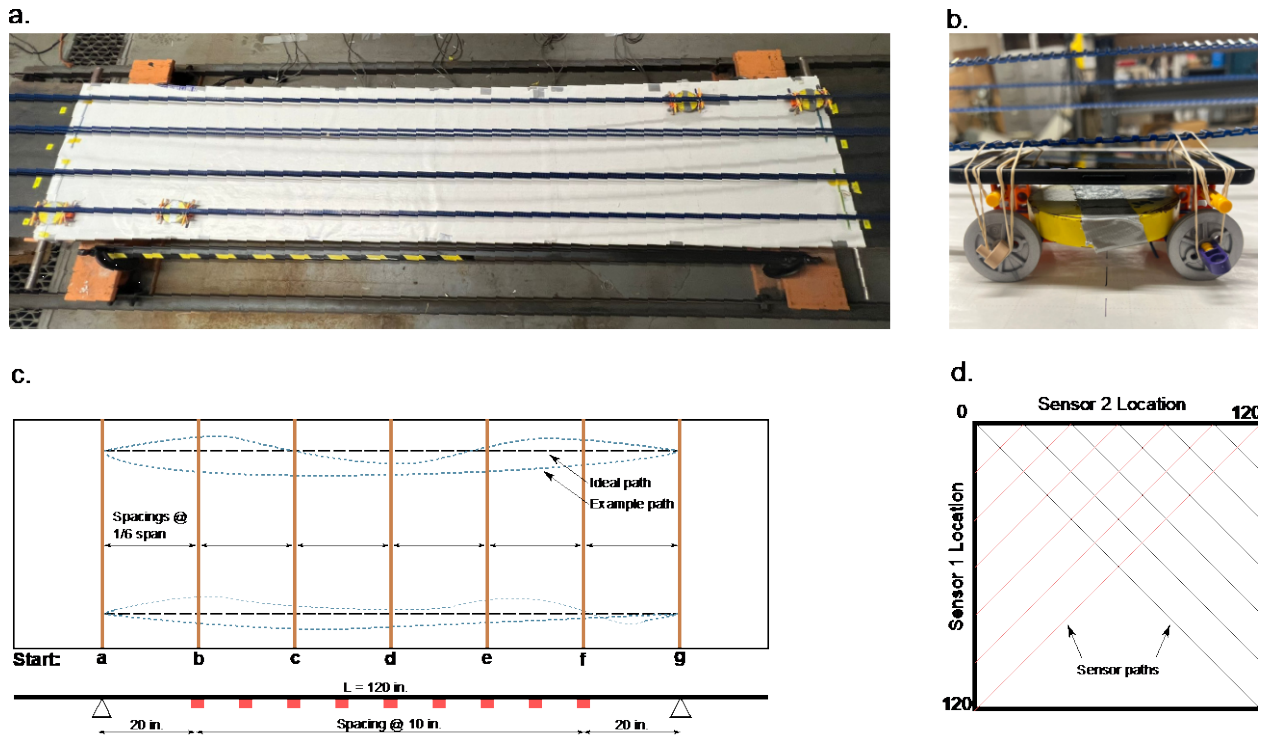 a.
b.
c.
Ideal path
Example path
Spacings @
1/6 span
Start: a b c d e f g
L = 120 in.
20 in. Spacing @ 10 in. 20 in.
d.
Sensor 2 Location
0 120
Sensor 1 Location
Sensor paths
120